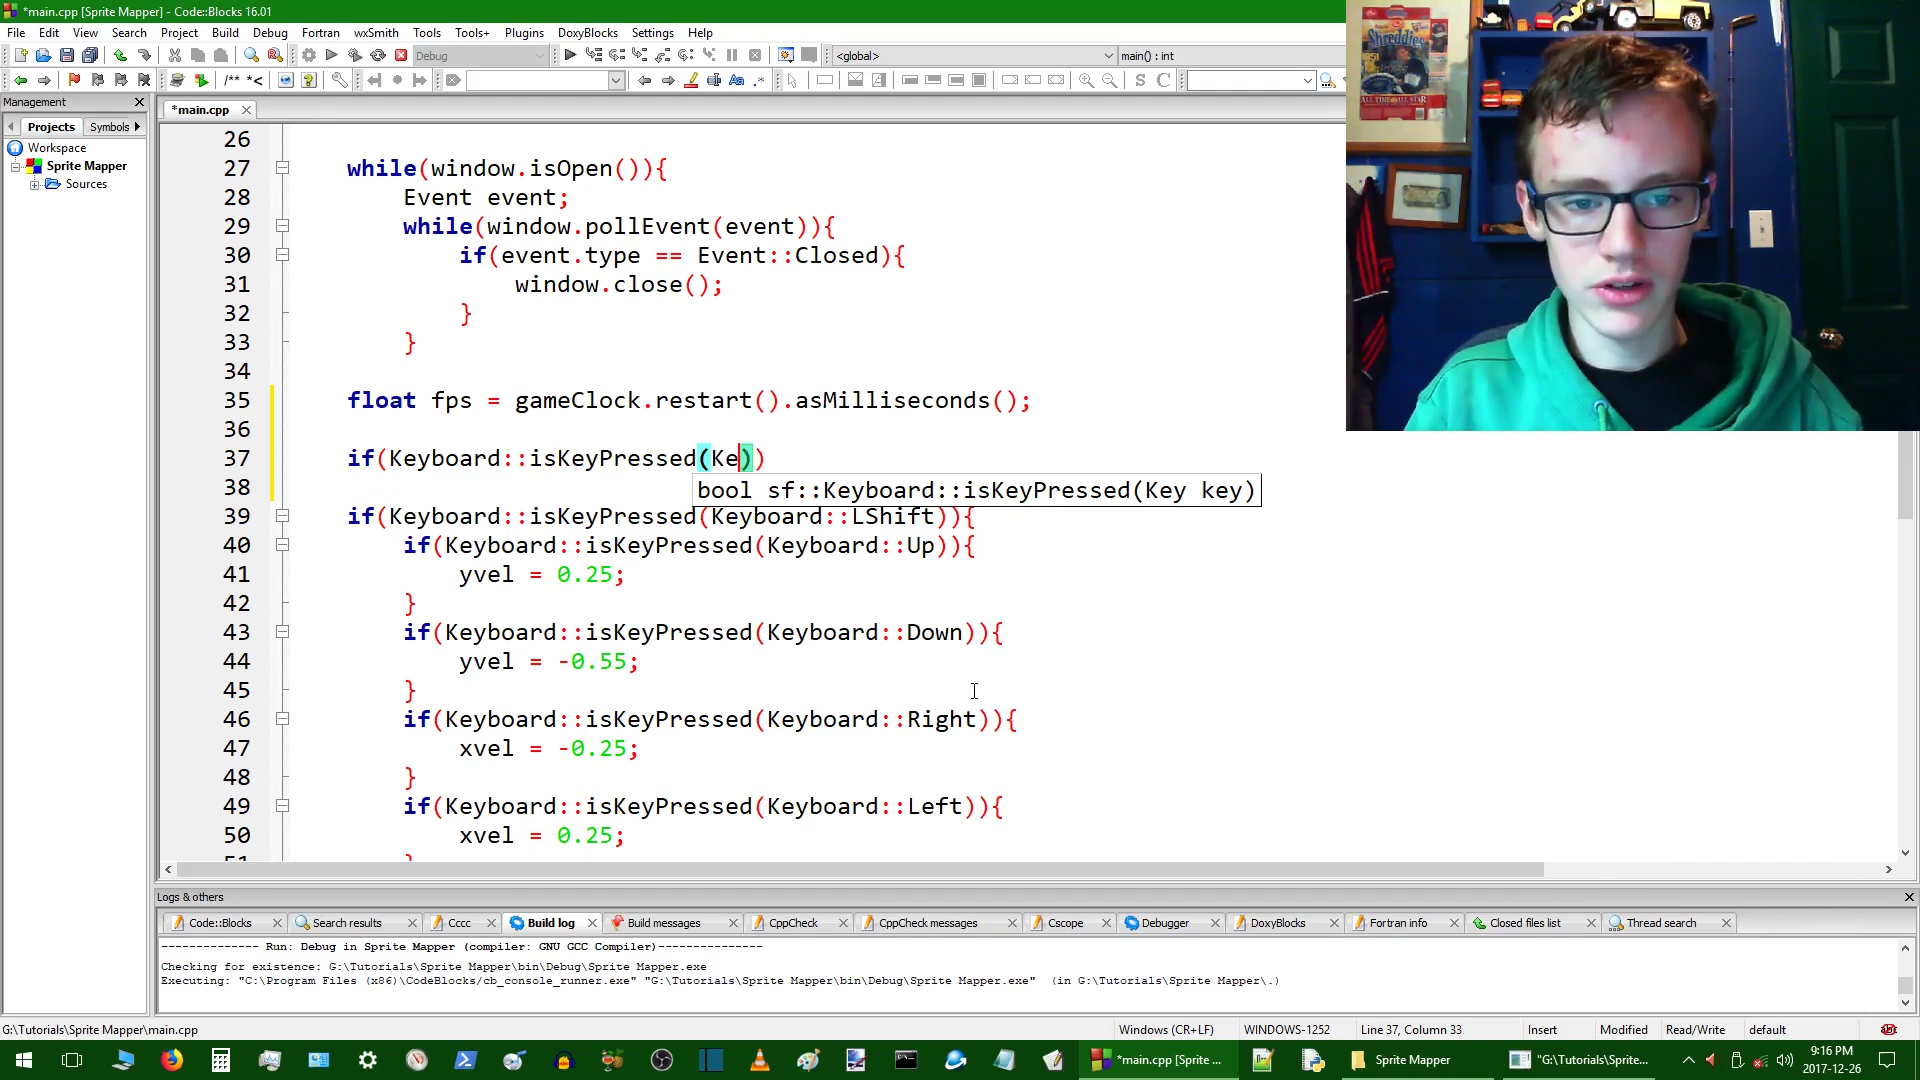 *main.cpp [Sprite Mapper] - Code::Blocks 16.01
File Edit View Search Project Build Debug Fortran wxSmith Tools Tools+ Plugins DoxyBlocks Settings Help
Debug <global> main() : int
/** *<
Management
*main.cpp
Projects Symbols
Workspace
Sprite Mapper
Sources
26
27 while(window.isOpen()){
28 Event event;
29 while(window.pollEvent(event)){
30 if(event.type == Event::Closed){
31 window.close();
32 }
33 }
34
35 float fps = gameClock.restart().asMilliseconds();
36
37 if(Keyboard::isKeyPressed(Ke))
38
bool sf::Keyboard::isKeyPressed(Key key)
39 if(Keyboard::isKeyPressed(Keyboard::LShift)){
40 if(Keyboard::isKeyPressed(Keyboard::Up)){
41 yvel = 0.25;
42 }
43 if(Keyboard::isKeyPressed(Keyboard::Down)){
44 yvel = -0.55;
45 }
46 if(Keyboard::isKeyPressed(Keyboard::Right)){
47 xvel = -0.25;
48 }
49 if(Keyboard::isKeyPressed(Keyboard::Left)){
50 xvel = 0.25;
51 }
Shreddies
ALL TIME ALL STAR
Logs & others
Code::Blocks Search results Cccc Build log Build messages CppCheck CppCheck messages Cscope Debugger DoxyBlocks Fortran info Closed files list Thread search
-------------- Run: Debug in Sprite Mapper (compiler: GNU GCC Compiler)---------------
Checking for existence: G:\Tutorials\Sprite Mapper\bin\Debug\Sprite Mapper.exe
Executing: "C:\Program Files (x86)\CodeBlocks/cb_console_runner.exe" "G:\Tutorials\Sprite Mapper\bin\Debug\Sprite Mapper.exe" (in G:\Tutorials\Sprite Mapper\.)
G:\Tutorials\Sprite Mapper\main.cpp Windows (CR+LF) WINDOWS-1252 Line 37, Column 33 Insert Modified Read/Write default
*main.cpp [Sprite ... Sprite Mapper "G:\Tutorials\Sprite... 9:16 PM
2017-12-26